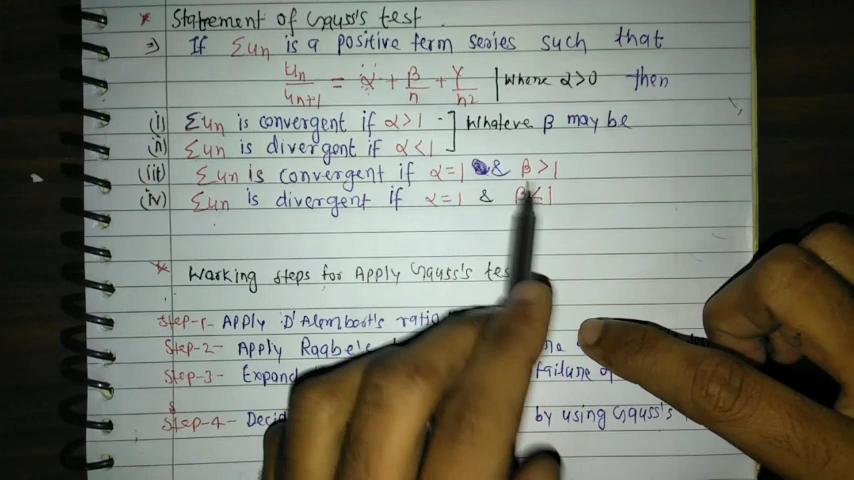 * Statement of Gauss's test.
⇒ If Σun is a positive term series such that
un/un+1 = α + β/n + γ/n2 | where α>0 then
(i) Σun is convergent if α>1 ] Whatever β may be
(ii) Σun is divergent if α<1 ]
(iii) Σun is convergent if α=1 & β>1
(iv) Σun is divergent if α=1 & β≤1
* Working steps for Apply Gauss's tes
Step-1- Apply D'Alembart's ratio
Step-2- Apply Raabe's
Step-3- Expand failure of
Step-4- Decid by using Gauss's